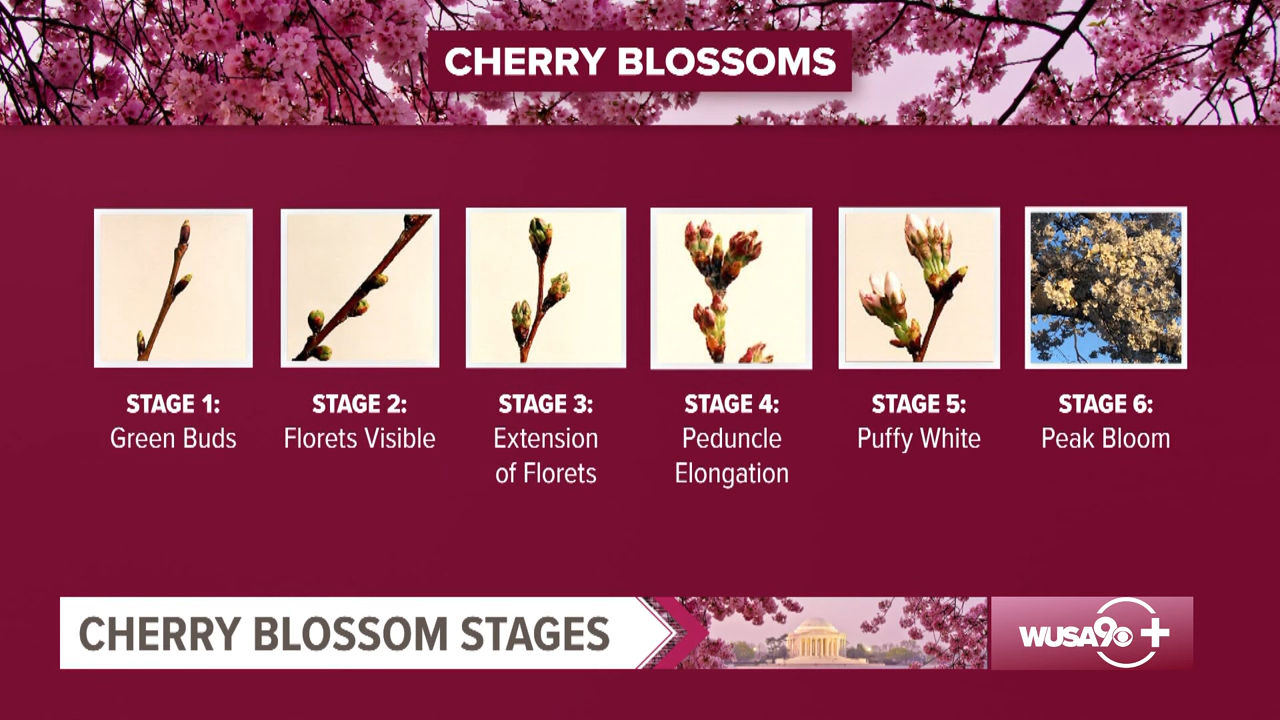 CHERRY BLOSSOMS
STAGE 1:
Green Buds
STAGE 2:
Florets Visible
STAGE 3:
Extension
of Florets
STAGE 4:
Peduncle
Elongation
STAGE 5:
Puffy White
STAGE 6:
Peak Bloom
CHERRY BLOSSOM STAGES
WUSA9+